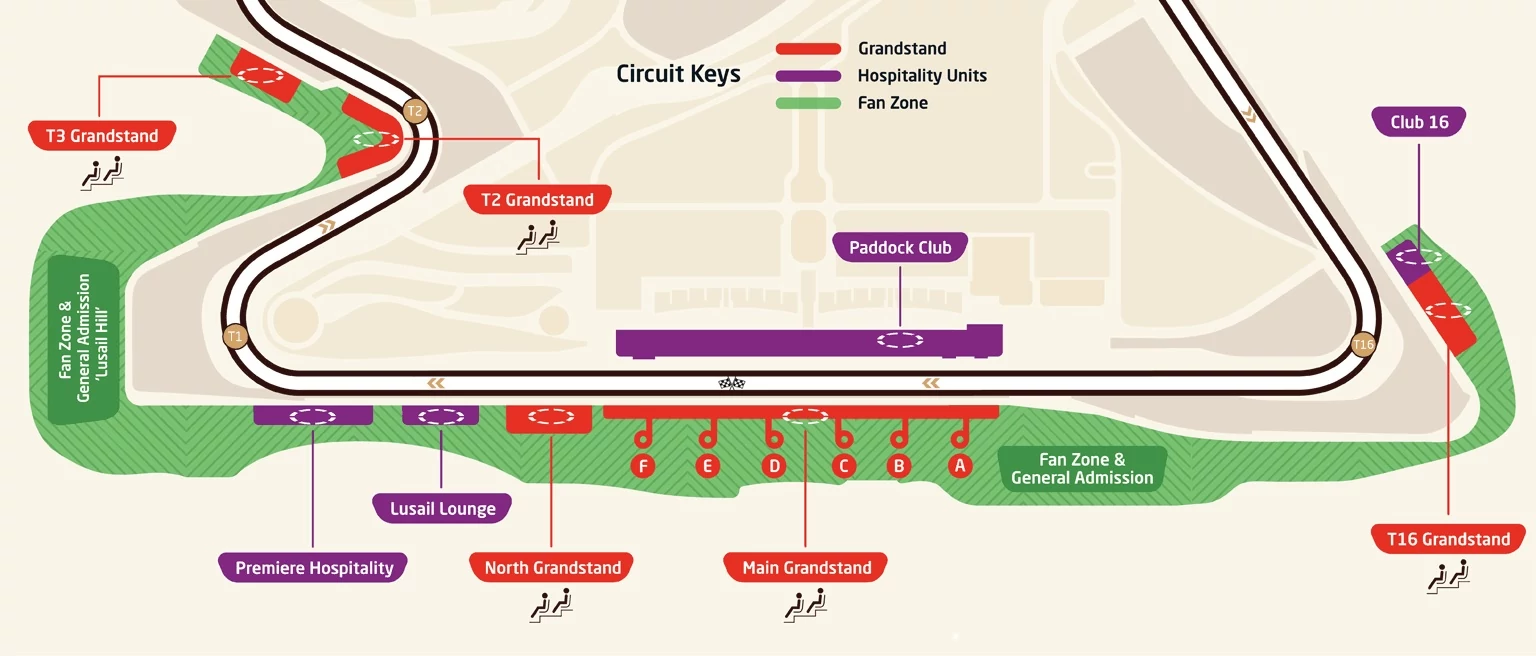 Circuit Keys
Grandstand
Hospitality Units
Fan Zone
T2
Club 16
T3 Grandstand
T2 Grandstand
Paddock Club
Fan Zone &
General Admission
'Lusail Hill'
T1
T16
F
E
D
C
B
A
Fan Zone &
General Admission
Lusail Lounge
T16 Grandstand
Premiere Hospitality
North Grandstand
Main Grandstand